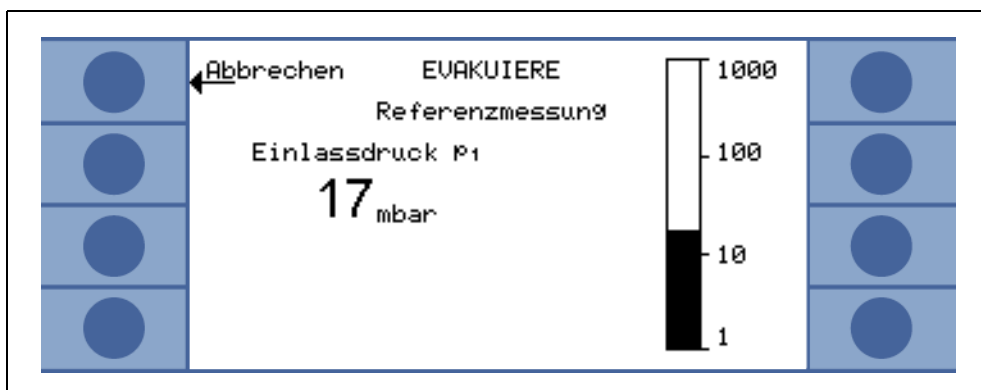 Abbrechen EVAKUIERE
Referenzmessung
Einlassdruck P1
17 mbar
1000
100
10
1